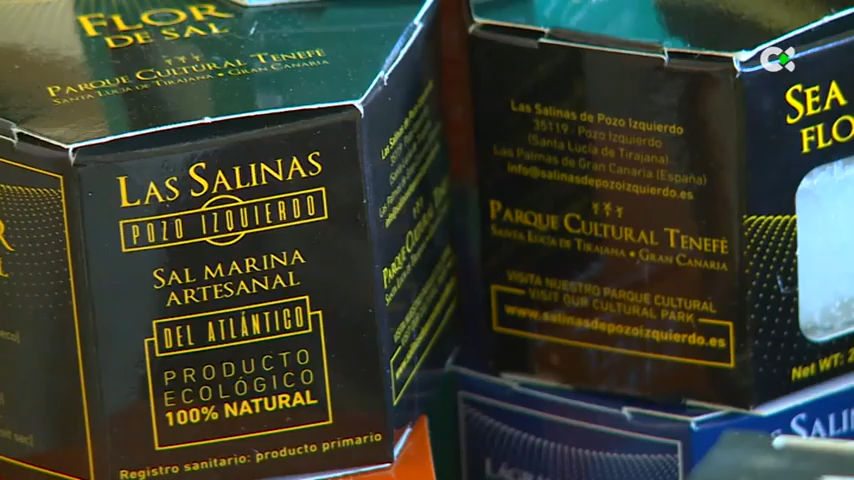 FLOR
DE SAL
PARQUE CULTURAL TENEFÉ
SANTA LUCÍA DE TIRAJANA • GRAN CANARIA
LAS SALINAS
POZO IZQUIERDO
SAL MARINA
ARTESANAL
DEL ATLÁNTICO
PRODUCTO
ECOLÓGICO
100% NATURAL
Registro sanitario: producto primario
Las Salinas de Pozo Izquierdo
35119 - Pozo Izquierdo
(Santa Lucía de Tirajana)
Las Palmas de Gran Canaria (España)
info@salinasdepozoizquierdo.es
PARQUE CULTURAL TENEFÉ
SANTA LUCÍA DE TIRAJANA • GRAN CANARIA
VISITA NUESTRO PARQUE CULTURAL
VISIT OUR CULTURAL PARK
www.salinasdepozoizquierdo.es
SEA
FLO
Net WT:
SALI